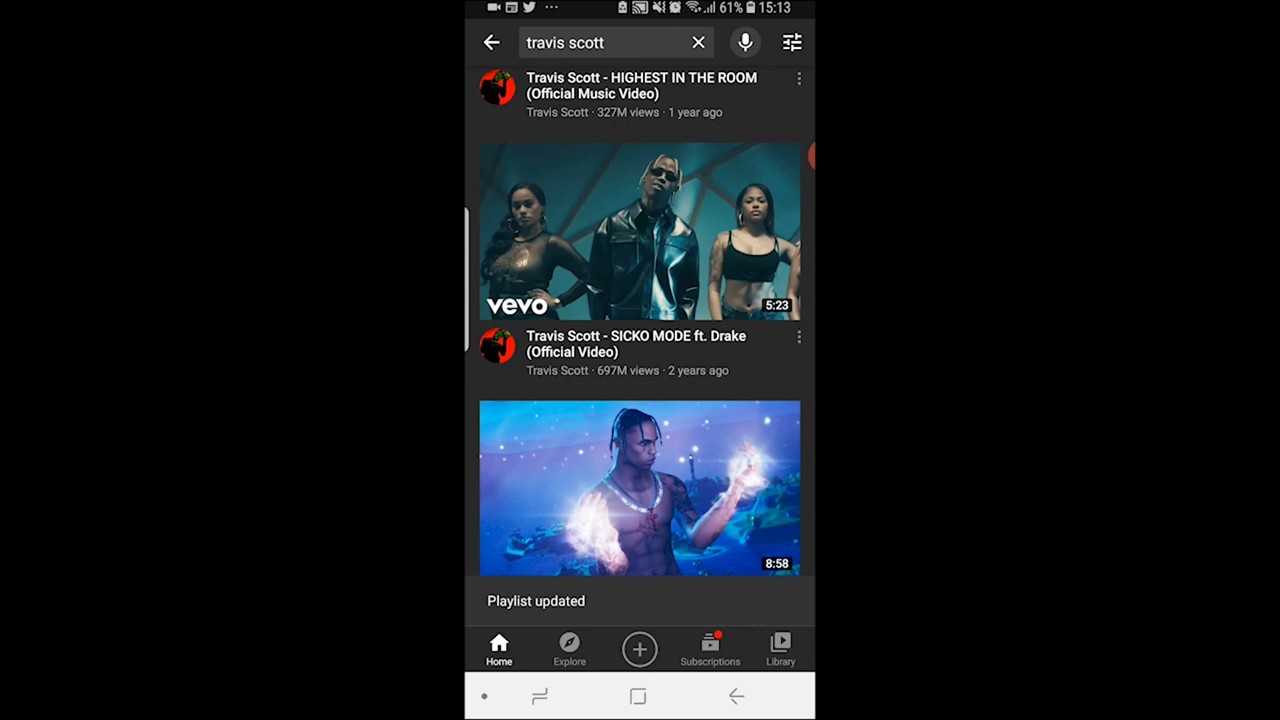 61% 15:13
travis scott
Travis Scott - HIGHEST IN THE ROOM
(Official Music Video)
Travis Scott · 327M views · 1 year ago
vevo
5:23
Travis Scott - SICKO MODE ft. Drake
(Official Video)
Travis Scott · 697M views · 2 years ago
8:58
Playlist updated
Home Explore Subscriptions Library